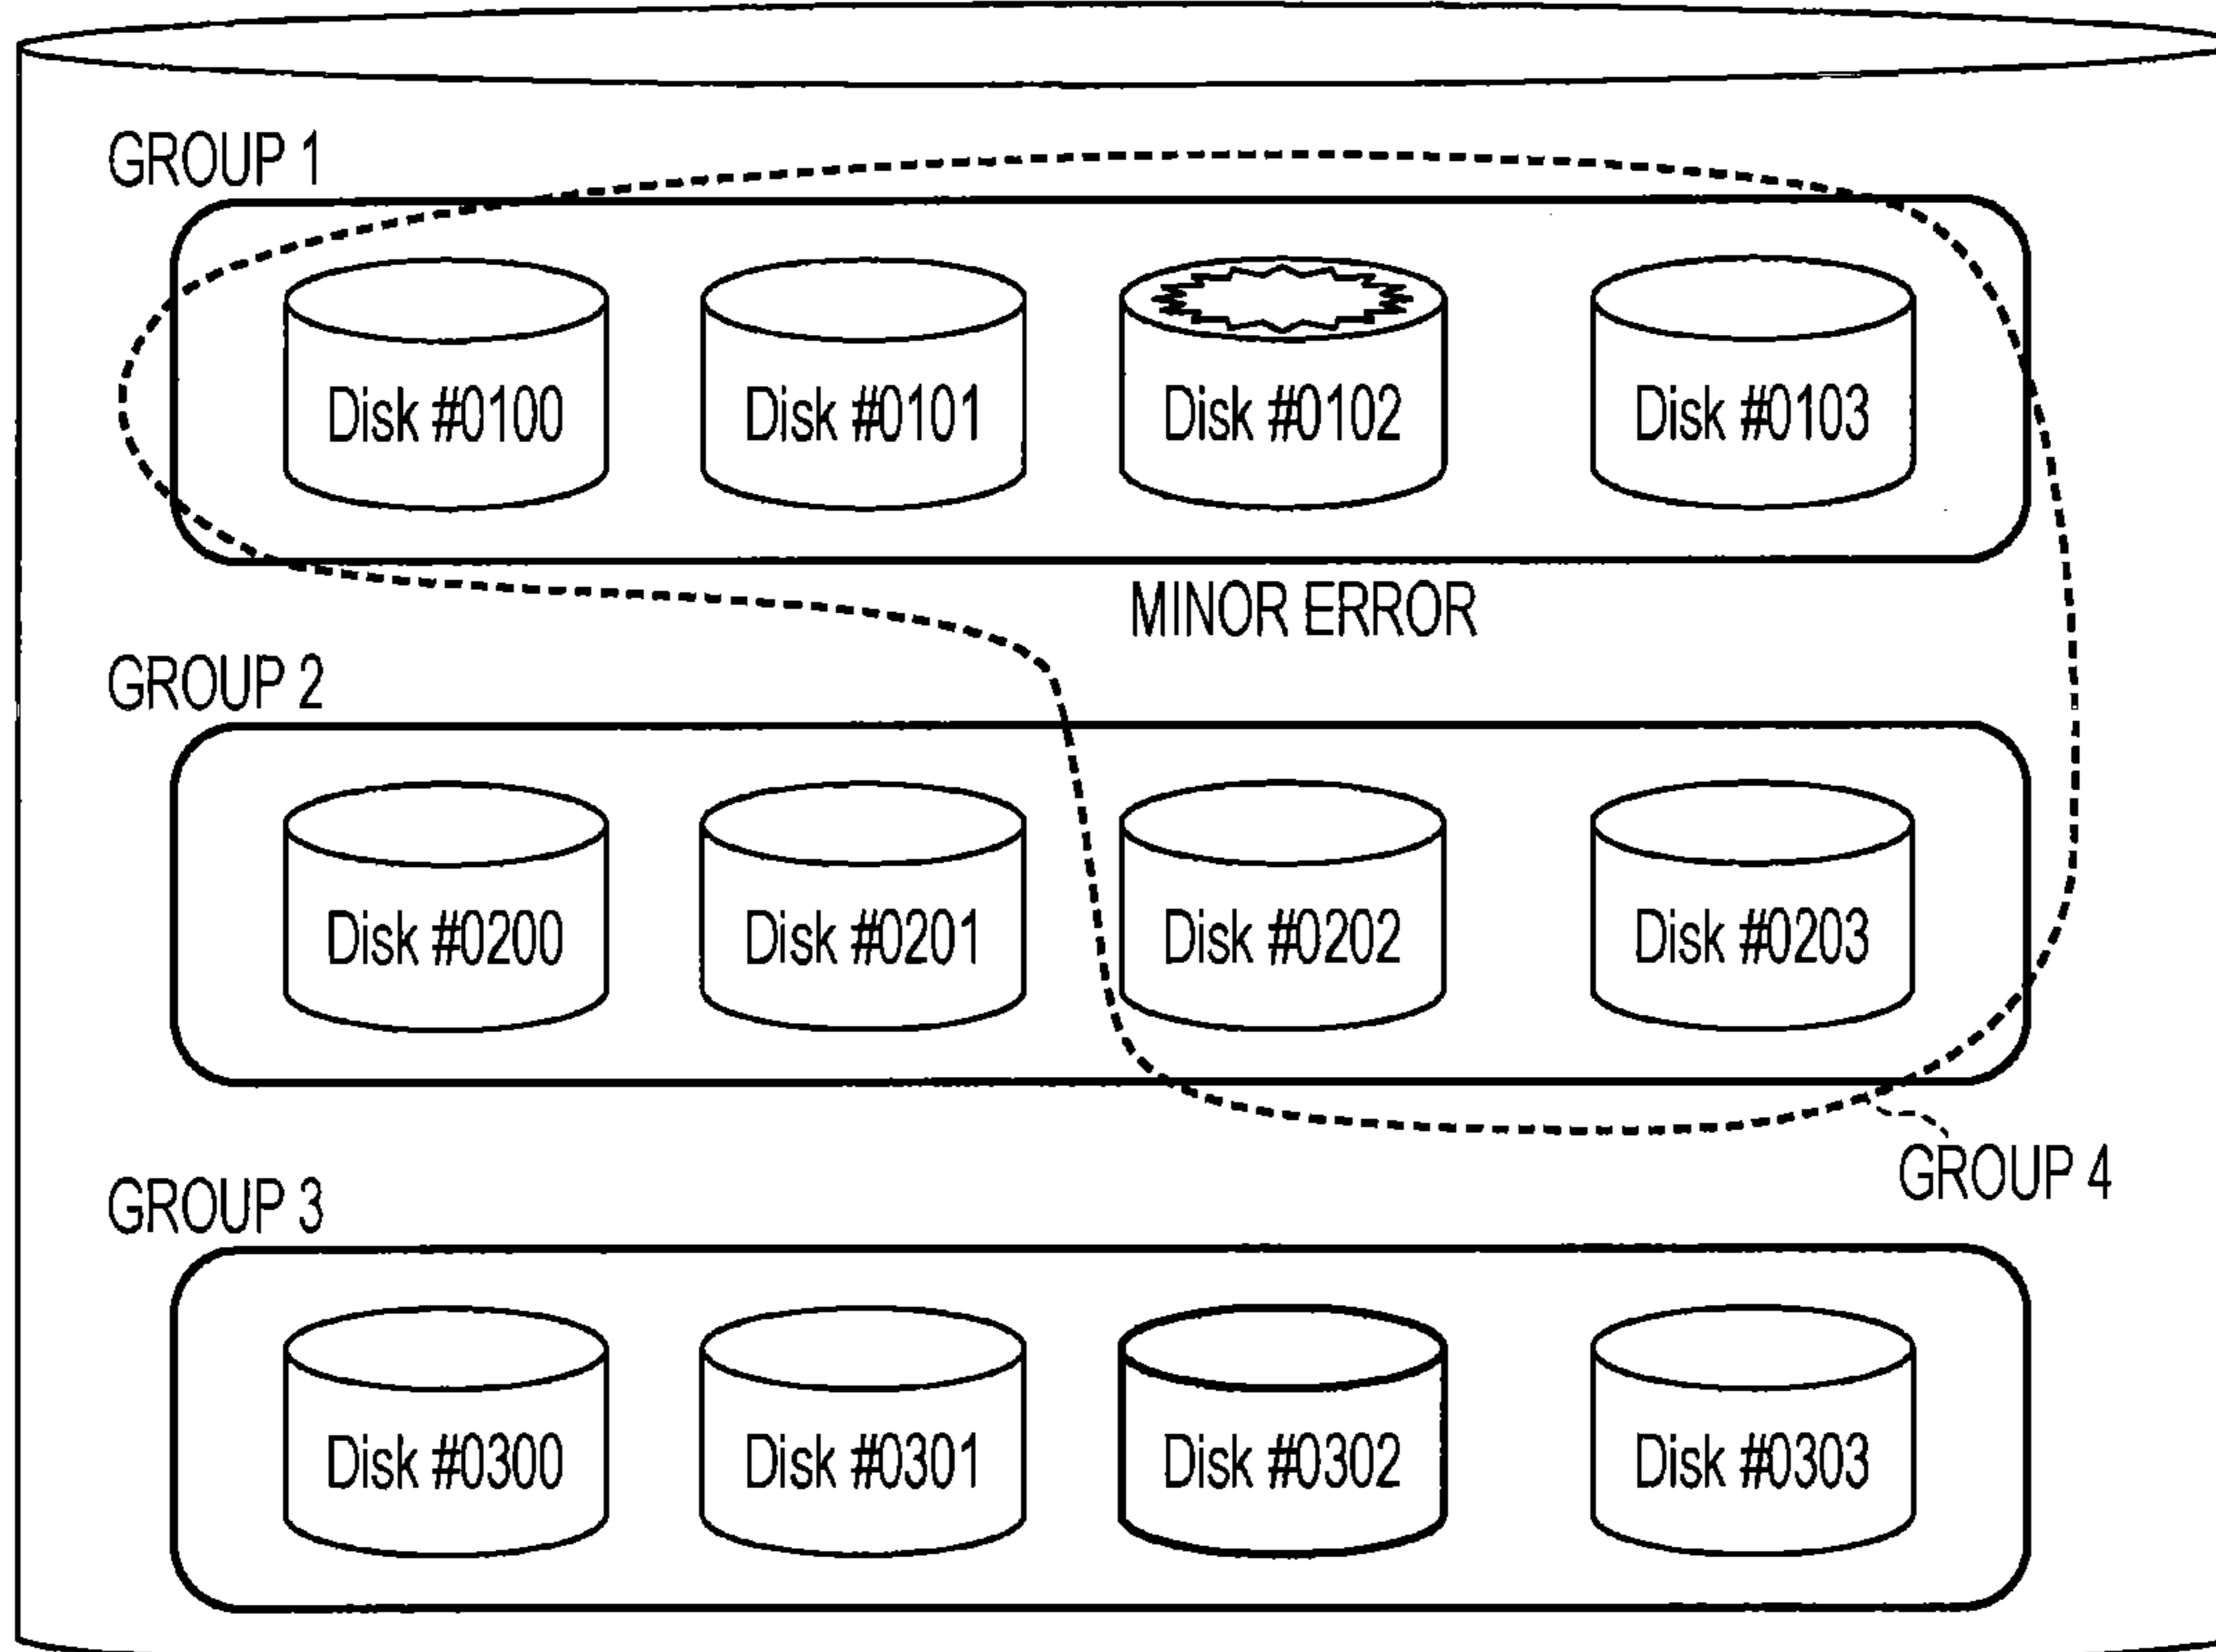 GROUP 1
Disk #0100
Disk #0101
Disk #0102
Disk #0103
MINOR ERROR
GROUP 2
Disk #0200
Disk #0201
Disk #0202
Disk #0203
GROUP 4
GROUP 3
Disk #0300
Disk #0301
Disk #0302
Disk #0303